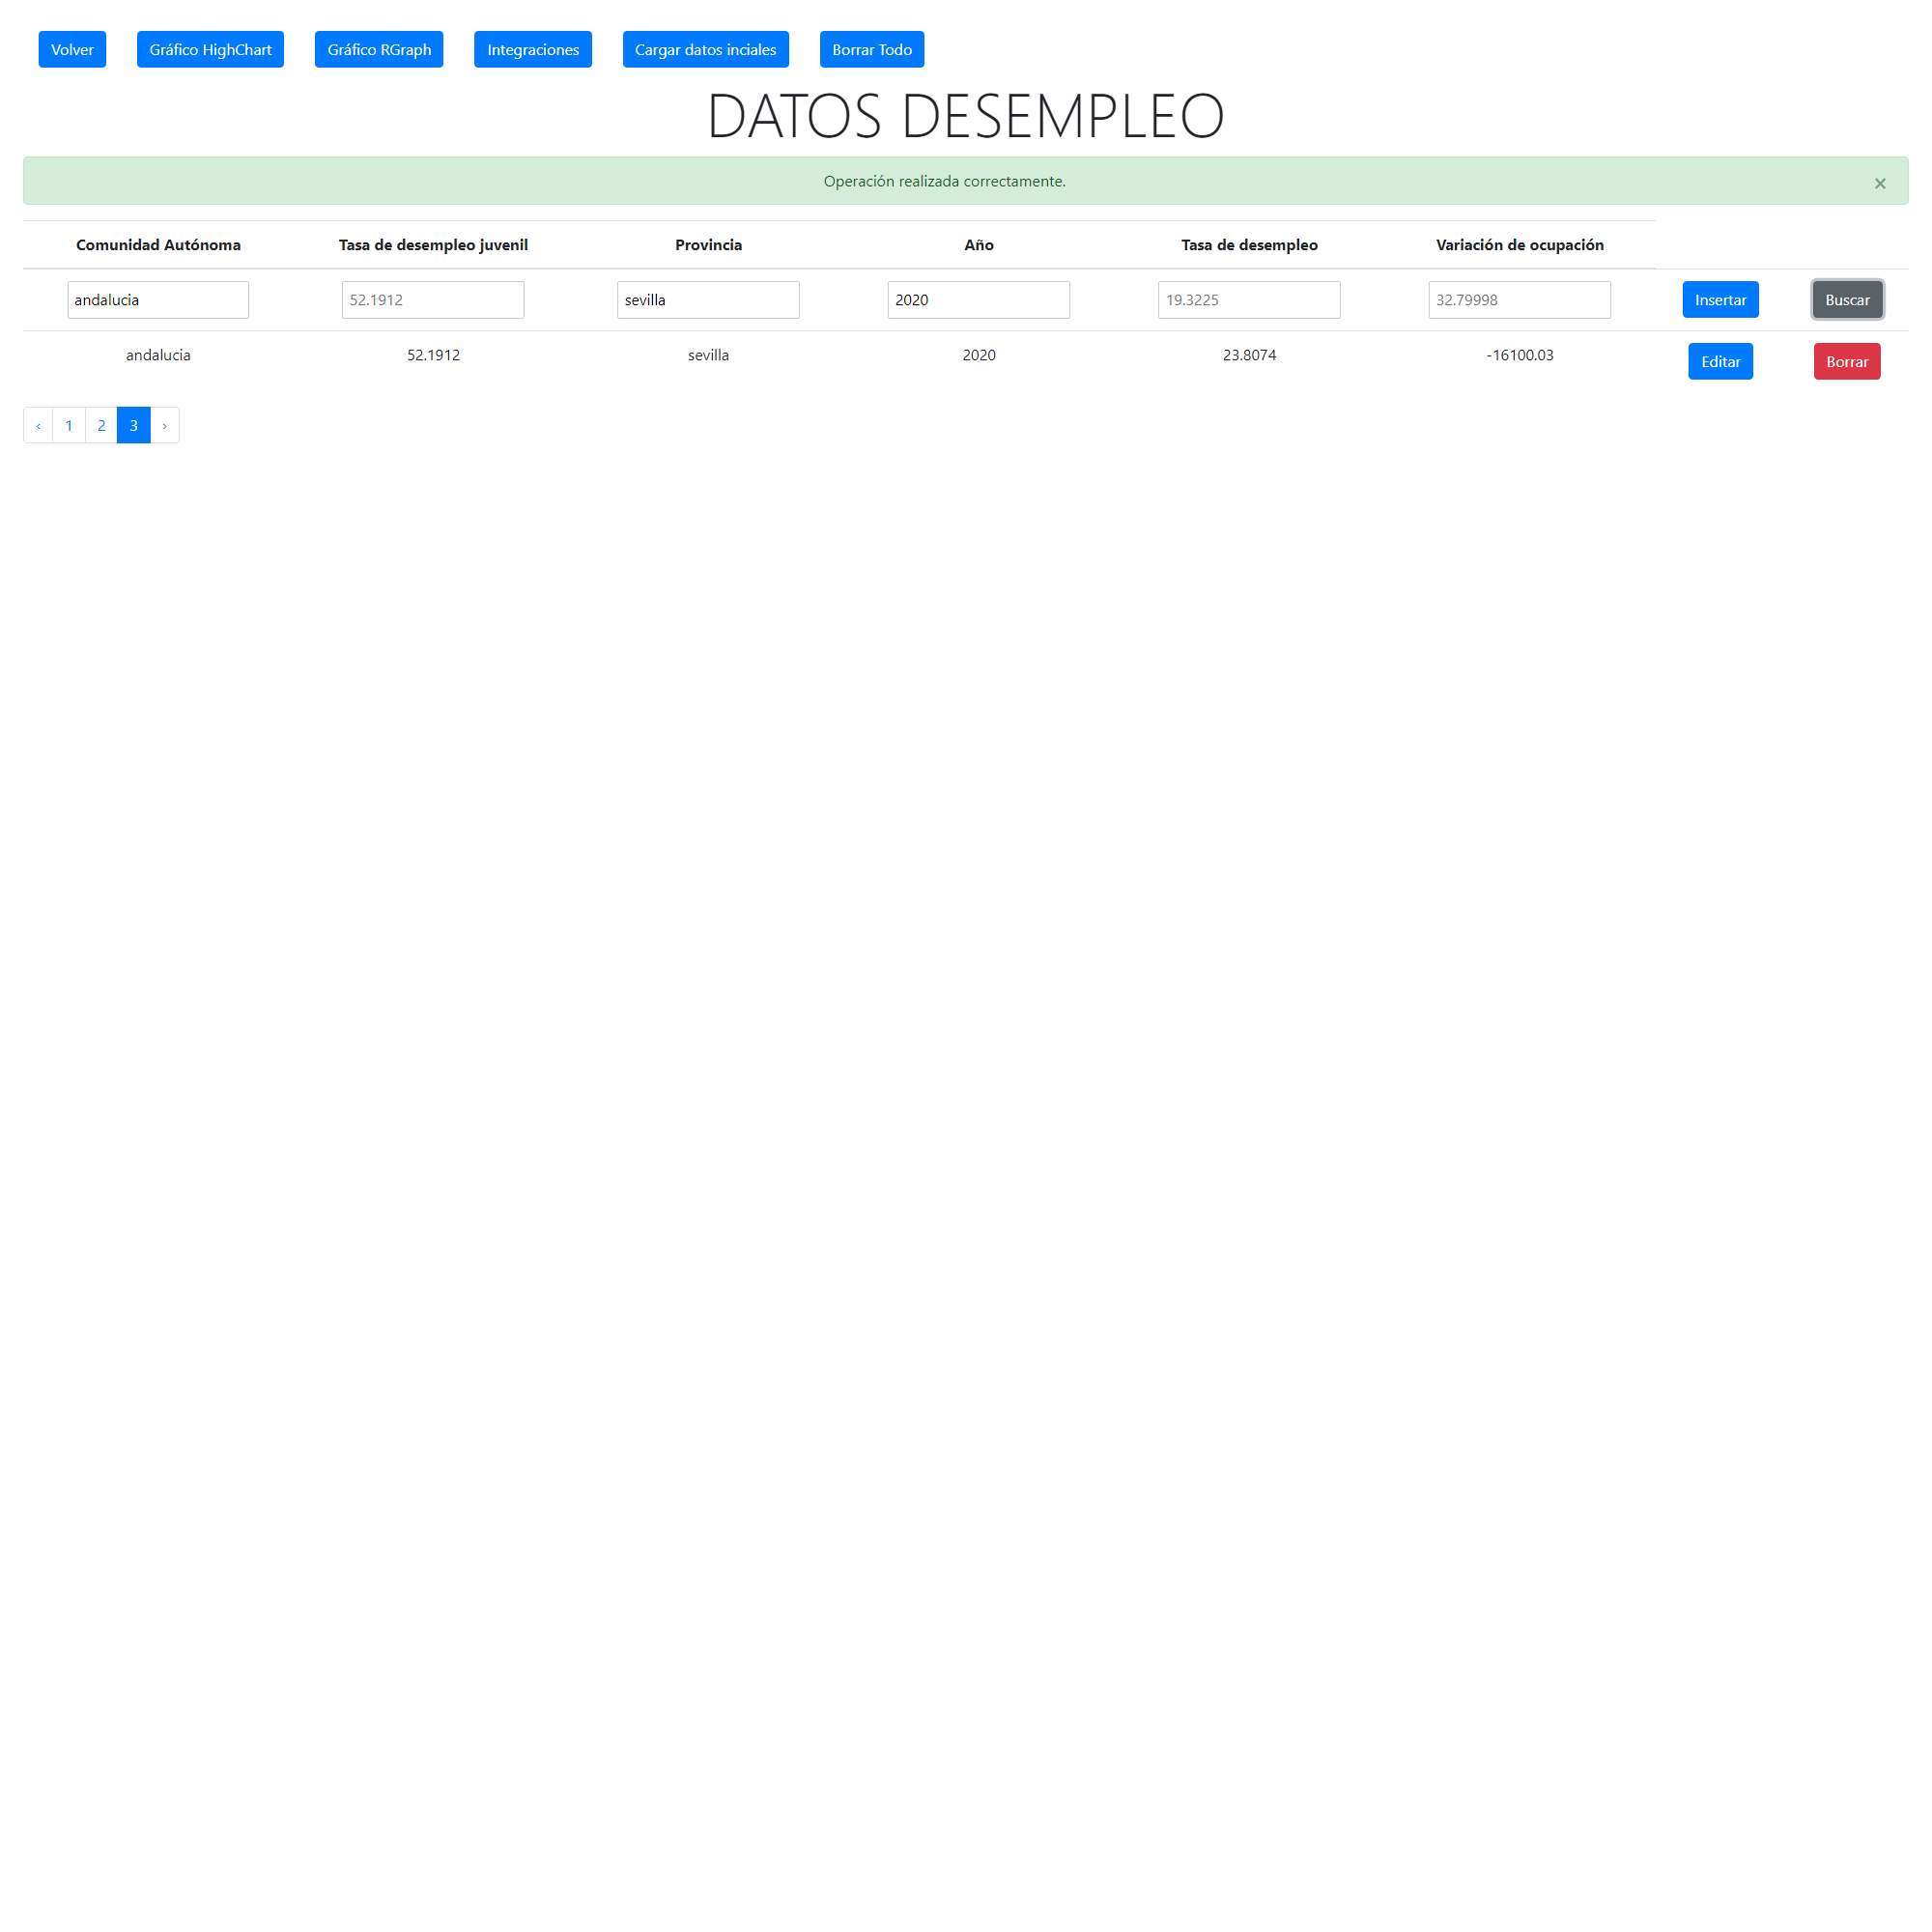 Volver Gráfico HighChart Gráfico RGraph Integraciones Cargar datos inciales Borrar Todo
DATOS DESEMPLEO
Operación realizada correctamente. ×
Comunidad Autónoma Tasa de desempleo juvenil Provincia Año Tasa de desempleo Variación de ocupación
andalucia 52.1912 sevilla 2020 19.3225 32.79998 Insertar Buscar
andalucia 52.1912 sevilla 2020 23.8074 -16100.03 Editar Borrar
‹ 1 2 3 ›